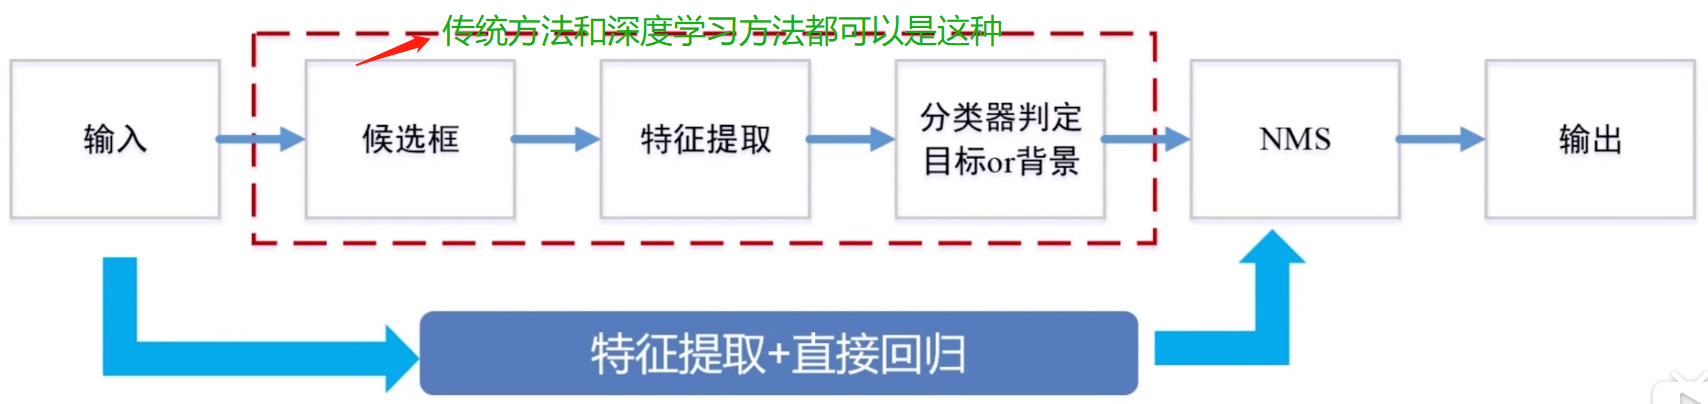 传统方法和深度学习方法都可以是这种
输入
候选框
特征提取
分类器判定
目标or背景
NMS
输出
特征提取+直接回归